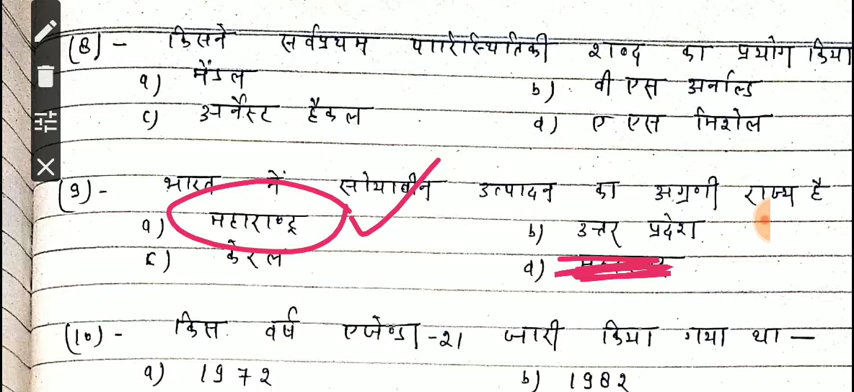 (8) - किसने सर्वप्रथम पारिस्थितिकी शब्द का प्रयोग किया
a) मेंडल b) वी एस अर्नाल्ड
c) अर्नेस्ट हैकल d) ए एस मिशेल
(9) - भारत में सोयाबीन उत्पादन का अग्रणी राज्य है
a) महाराष्ट्र b) उत्तर प्रदेश
c) केरल d)
(10) - किस वर्ष एजेण्डा -21 जारी किया गया था —
a) 1972 b) 1982